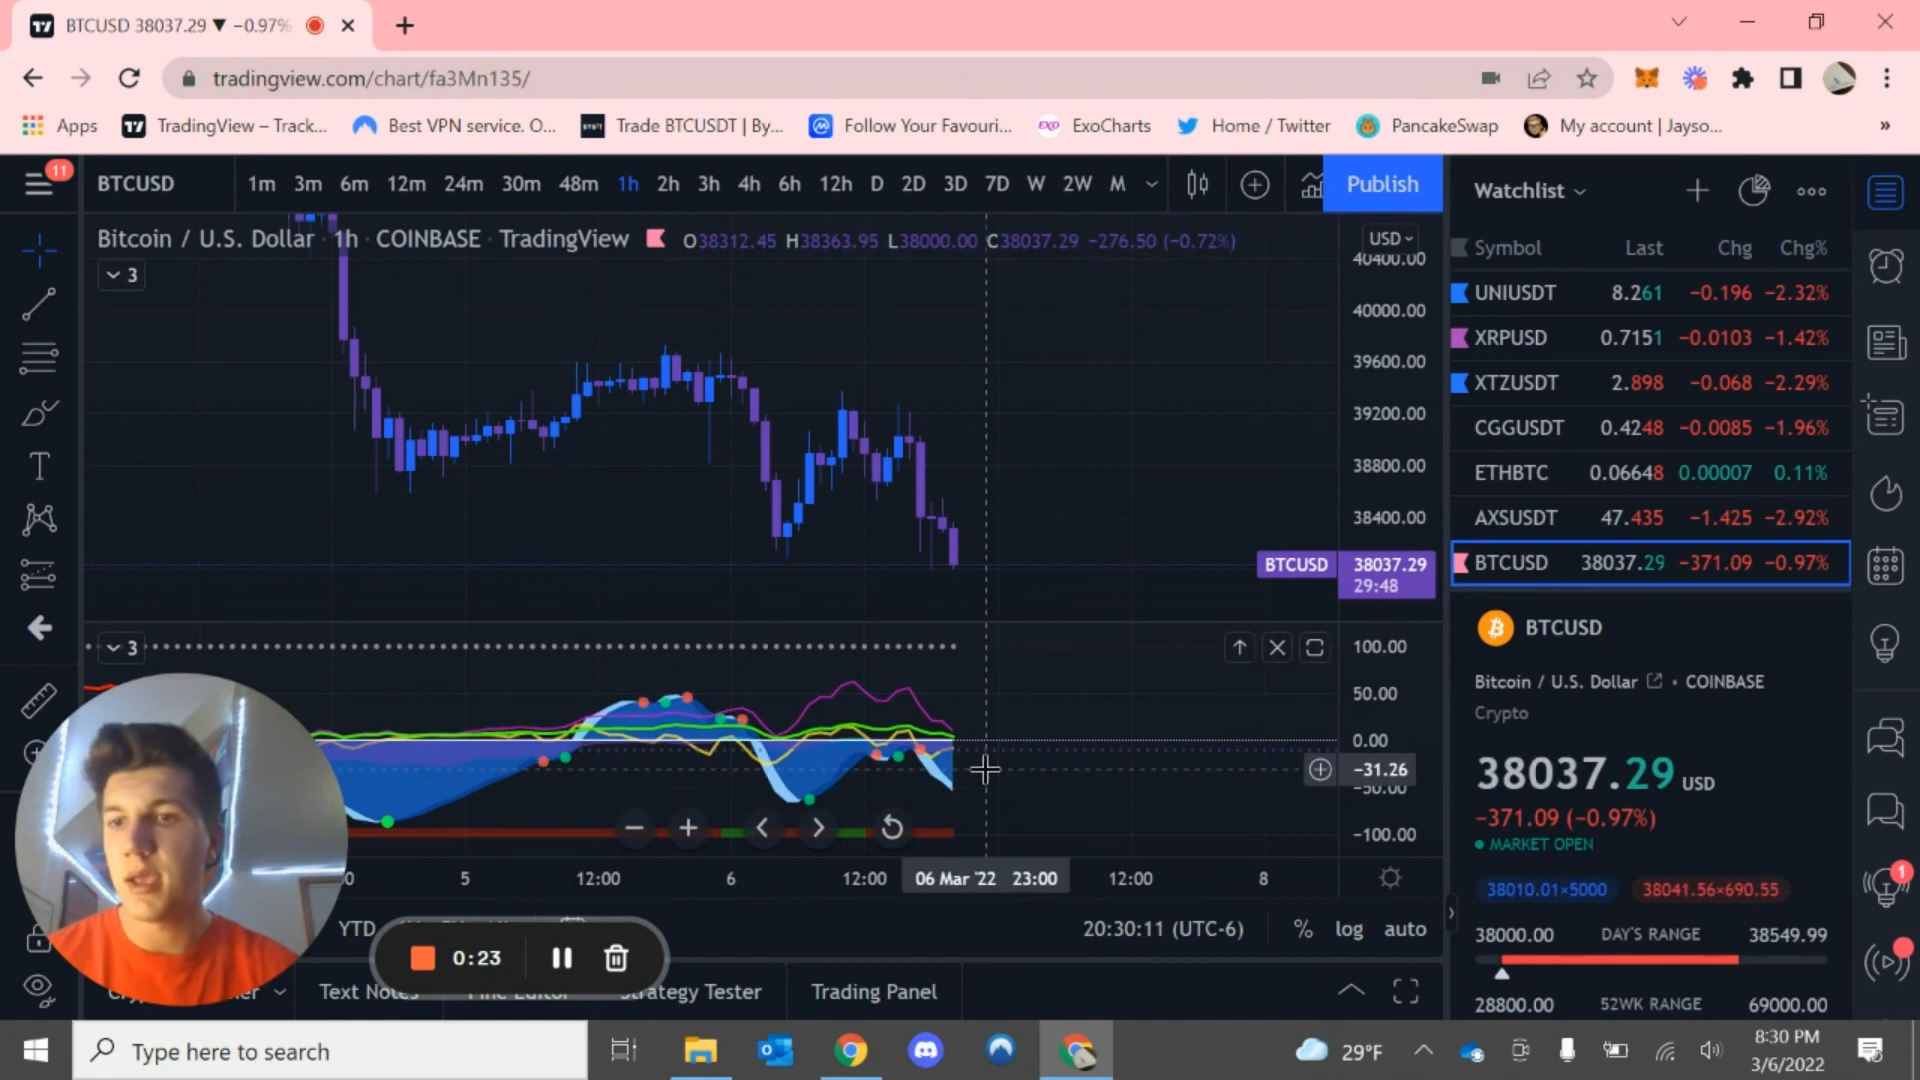 BTCUSD 38037.29 ▼ −0.97%
tradingview.com/chart/fa3Mn135/
Apps
TradingView – Track...
Best VPN service. O...
Trade BTCUSDT | By...
Follow Your Favouri...
ExoCharts
Home / Twitter
PancakeSwap
My account | Jayso...
»
11
BTCUSD
1m 3m 6m 12m 24m 30m 48m 1h 2h 3h 4h 6h 12h D 2D 3D 7D W 2W M
Publish
Bitcoin / U.S. Dollar · 1h · COINBASE · TradingView
O38312.45 H38363.95 L38000.00 C38037.29 −276.50 (−0.72%)
3
USD
40400.00
40000.00
39600.00
39200.00
38800.00
38400.00
BTCUSD 38037.29
29:48
3
100.00
50.00
0.00
−31.26
−50.00
−100.00
5 12:00 6 12:00 06 Mar '22 23:00 12:00 8
YTD
20:30:11 (UTC-6)
% log auto
0:23
Text Notes
Strategy Tester
Trading Panel
Watchlist
Symbol Last Chg Chg%
UNIUSDT 8.261 −0.196 −2.32%
XRPUSD 0.7151 −0.0103 −1.42%
XTZUSDT 2.898 −0.068 −2.29%
CGGUSDT 0.4248 −0.0085 −1.96%
ETHBTC 0.06648 0.00007 0.11%
AXSUSDT 47.435 −1.425 −2.92%
BTCUSD 38037.29 −371.09 −0.97%
BTCUSD
Bitcoin / U.S. Dollar • COINBASE
Crypto
38037.29 USD
−371.09 (−0.97%)
MARKET OPEN
38010.01×5000 38041.56×690.55
38000.00 DAY'S RANGE 38549.99
28800.00 52WK RANGE 69000.00
1
Type here to search
29°F
8:30 PM
3/6/2022